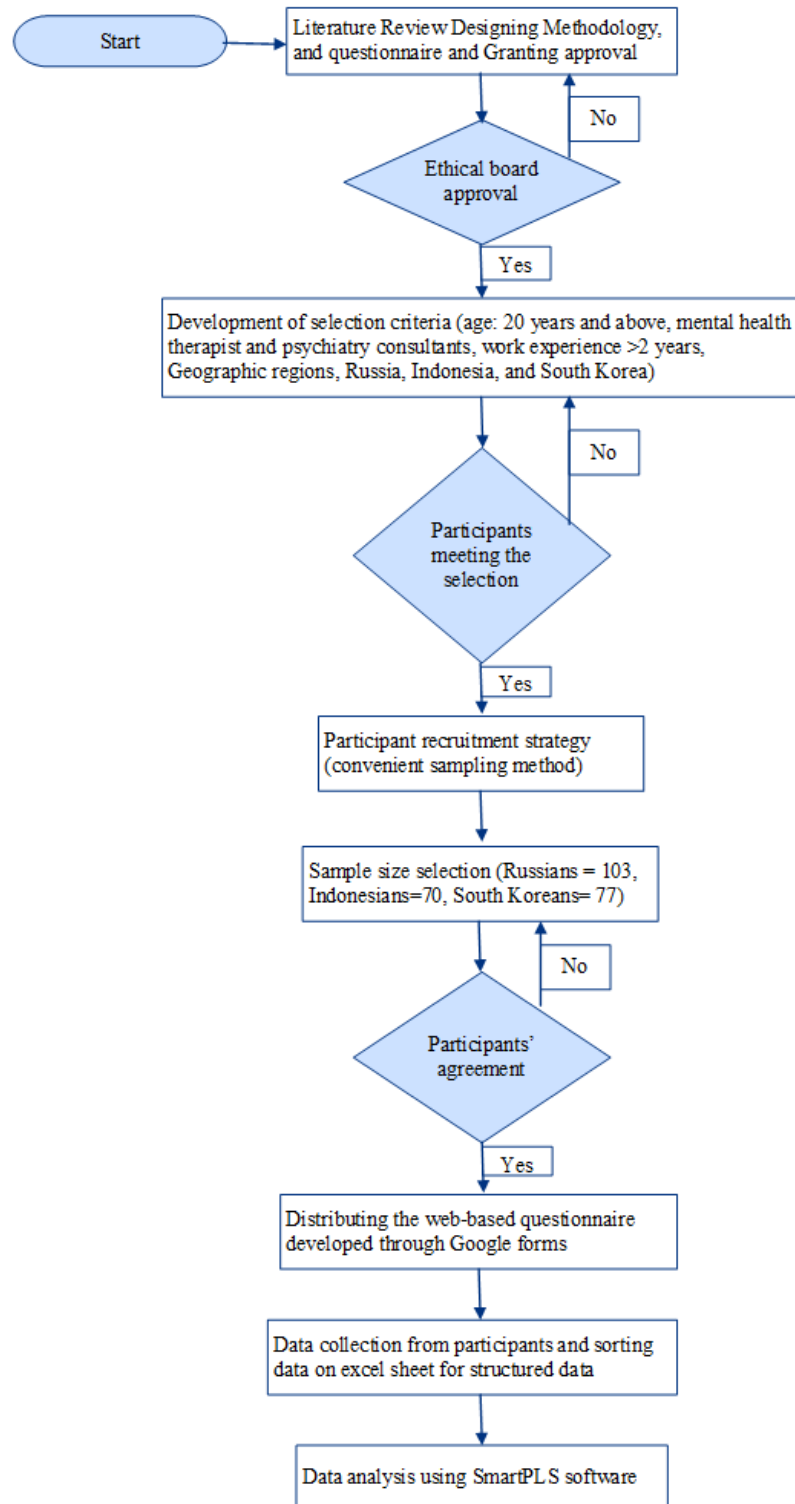 Start
Literature Review Designing Methodology,
and questionnaire and Granting approval
No
Ethical board
approval
Yes
Development of selection criteria (age: 20 years and above, mental health
therapist and psychiatry consultants, work experience >2 years,
Geographic regions, Russia, Indonesia, and South Korea)
No
Participants
meeting the
selection
Yes
Participant recruitment strategy
(convenient sampling method)
Sample size selection (Russians = 103,
Indonesians=70, South Koreans= 77)
No
Participants’
agreement
Yes
Distributing the web-based questionnaire
developed through Google forms
Data collection from participants and sorting
data on excel sheet for structured data
Data analysis using SmartPLS software